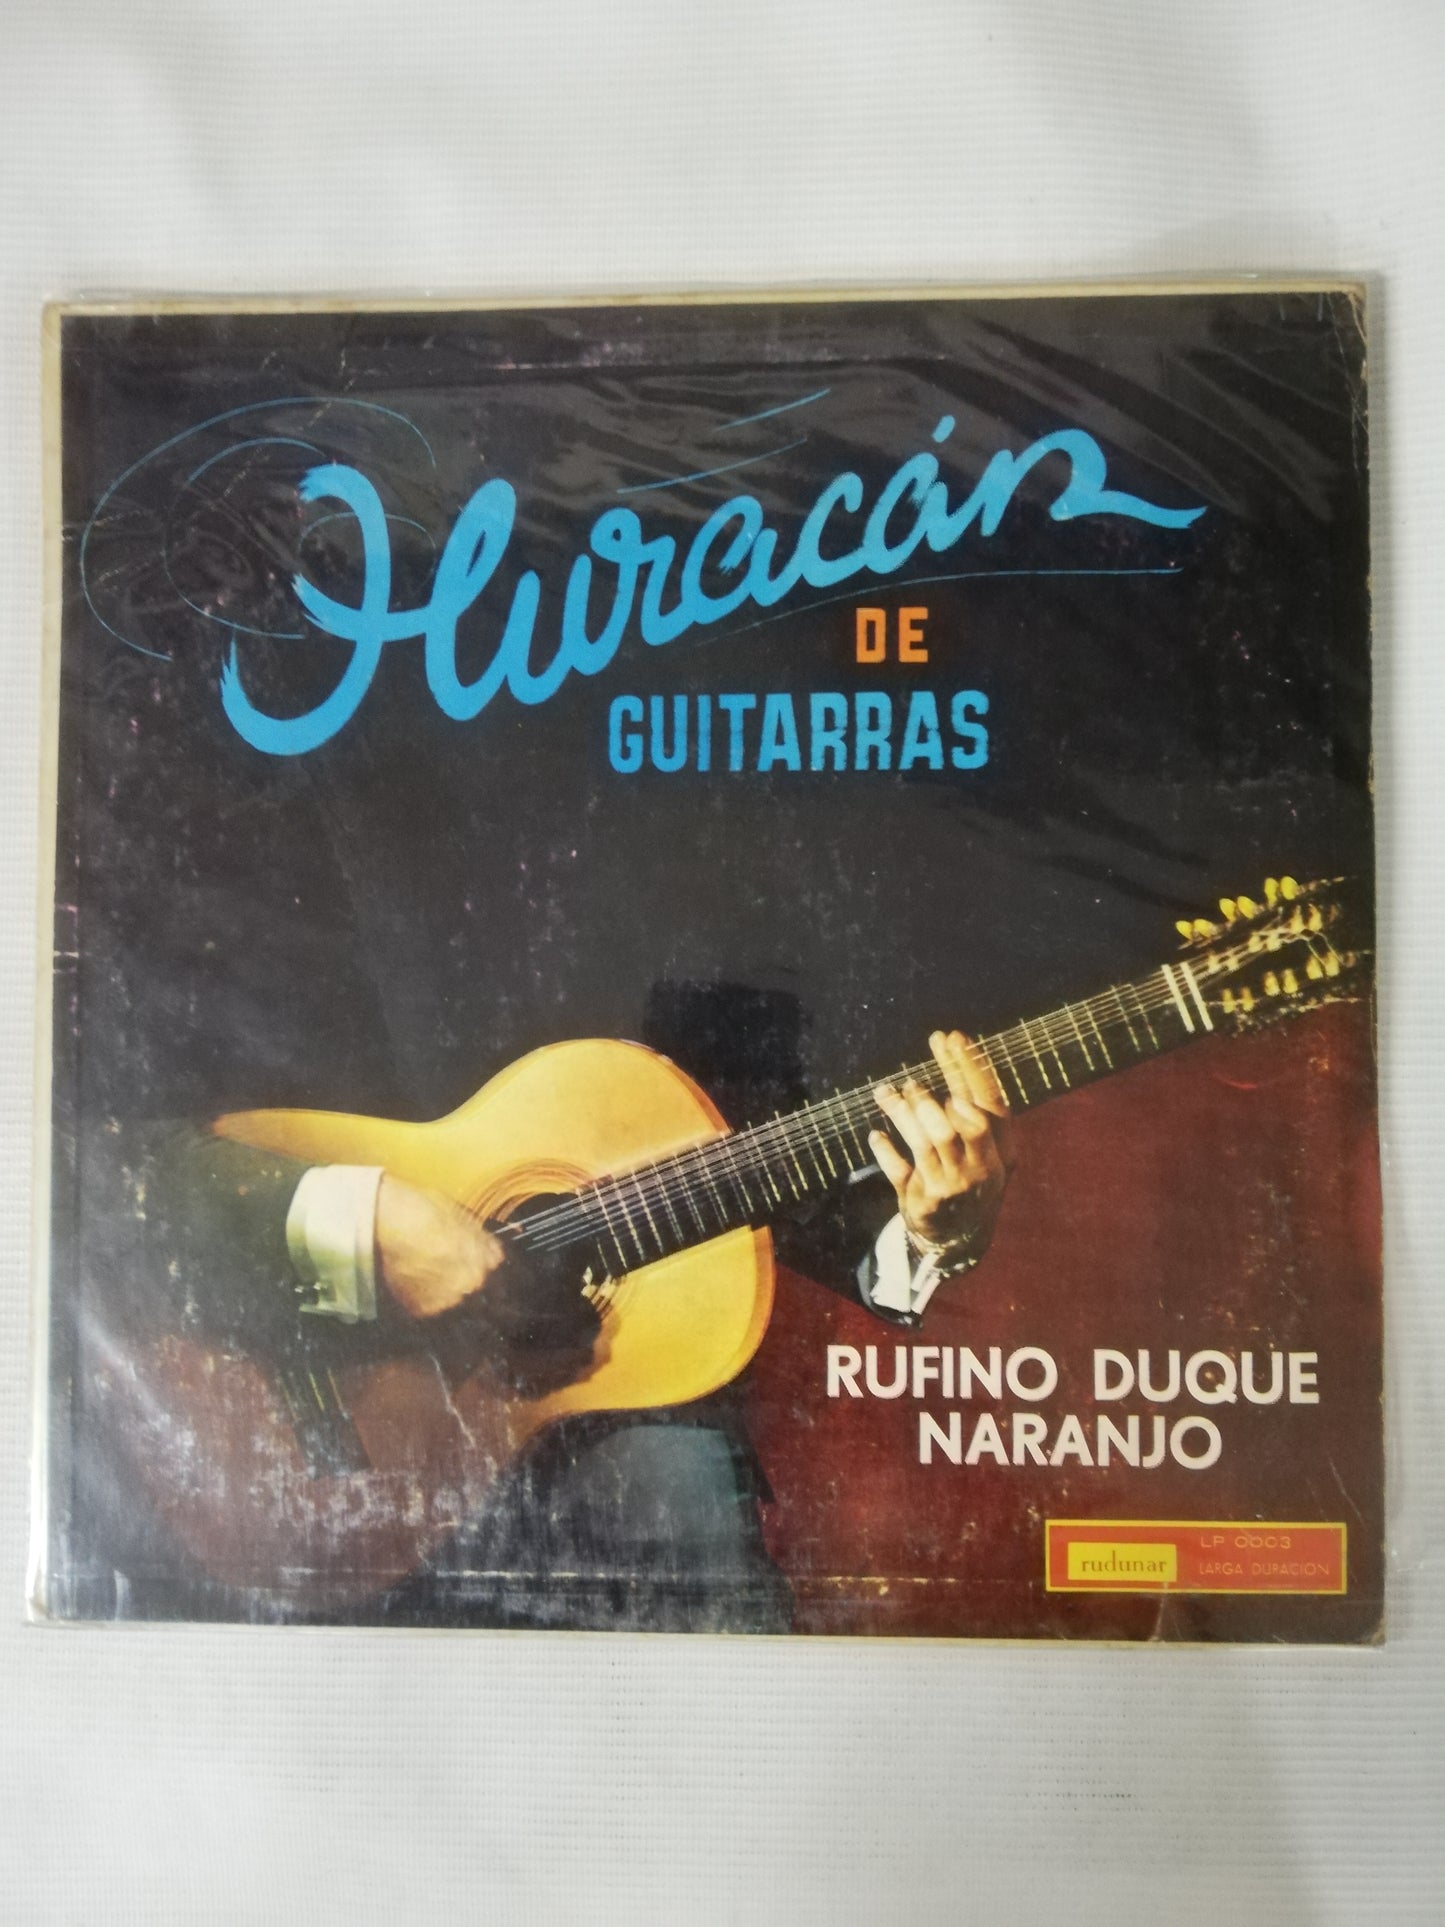 Huracán
DE
GUITARRAS
RUFINO DUQUE
NARANJO
rudunar
LP 0003
LARGA DURACION